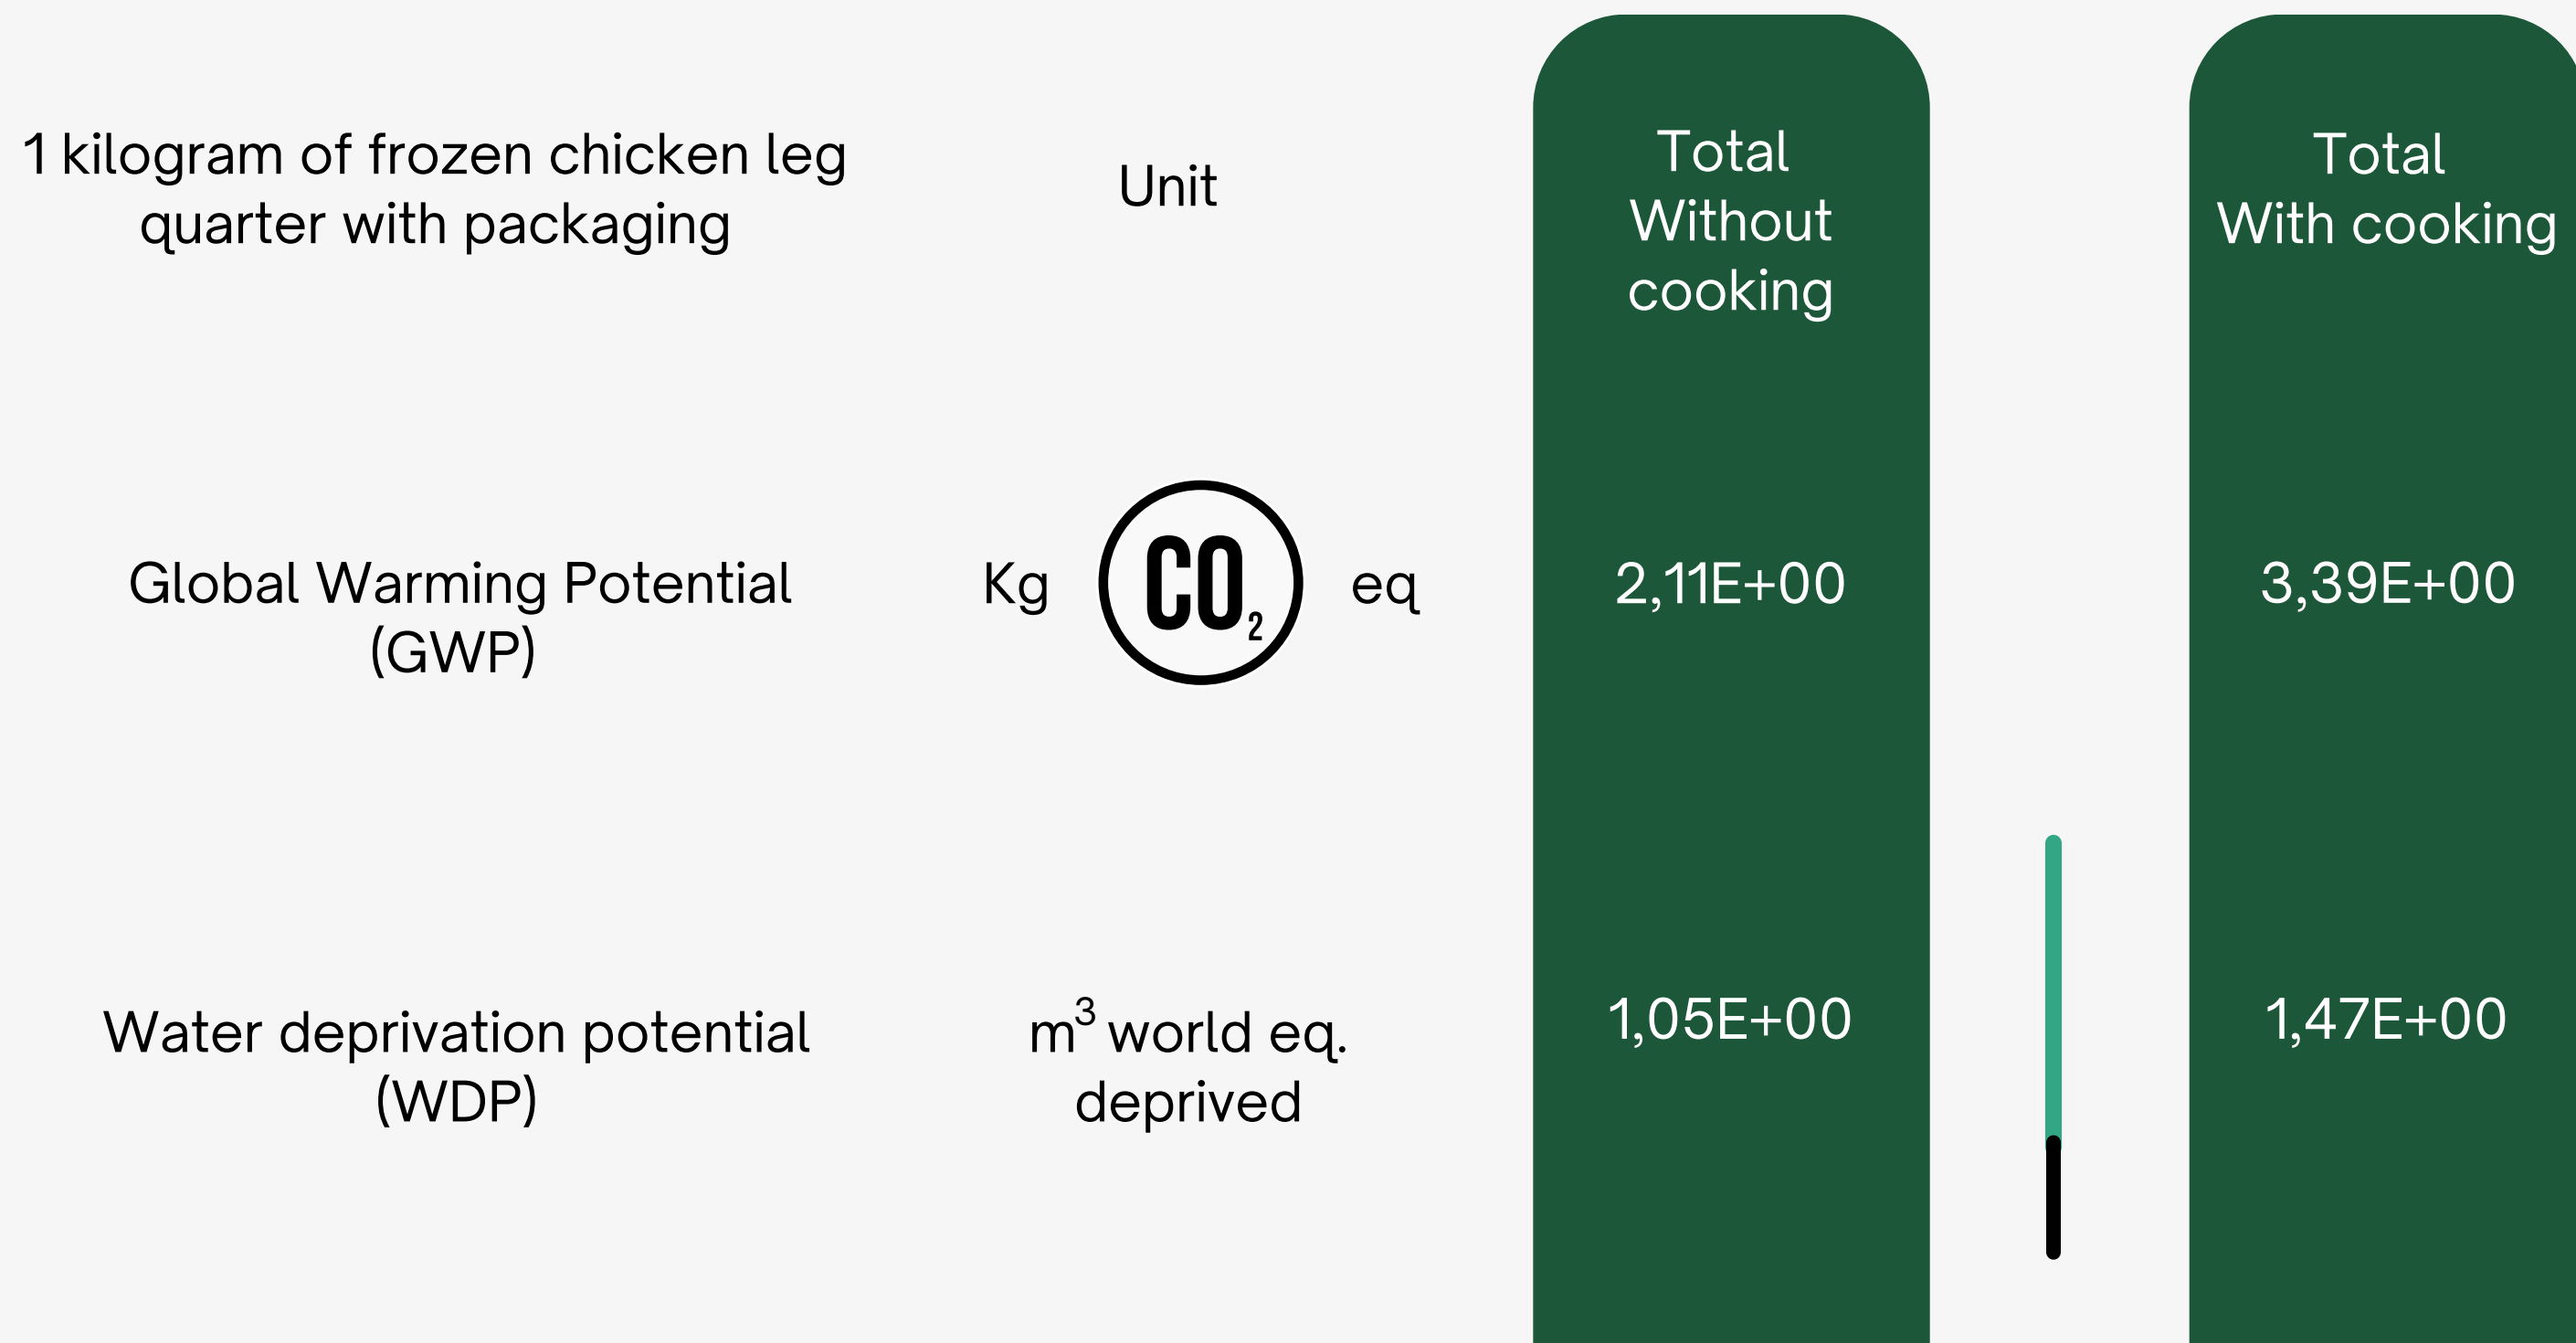 1 kilogram of frozen chicken leg
quarter with packaging
Unit
Total
Without
cooking
Total
With cooking
Global Warming Potential
(GWP)
Kg CO₂ eq
2,11E+00
3,39E+00
Water deprivation potential
(WDP)
m³ world eq.
deprived
1,05E+00
1,47E+00